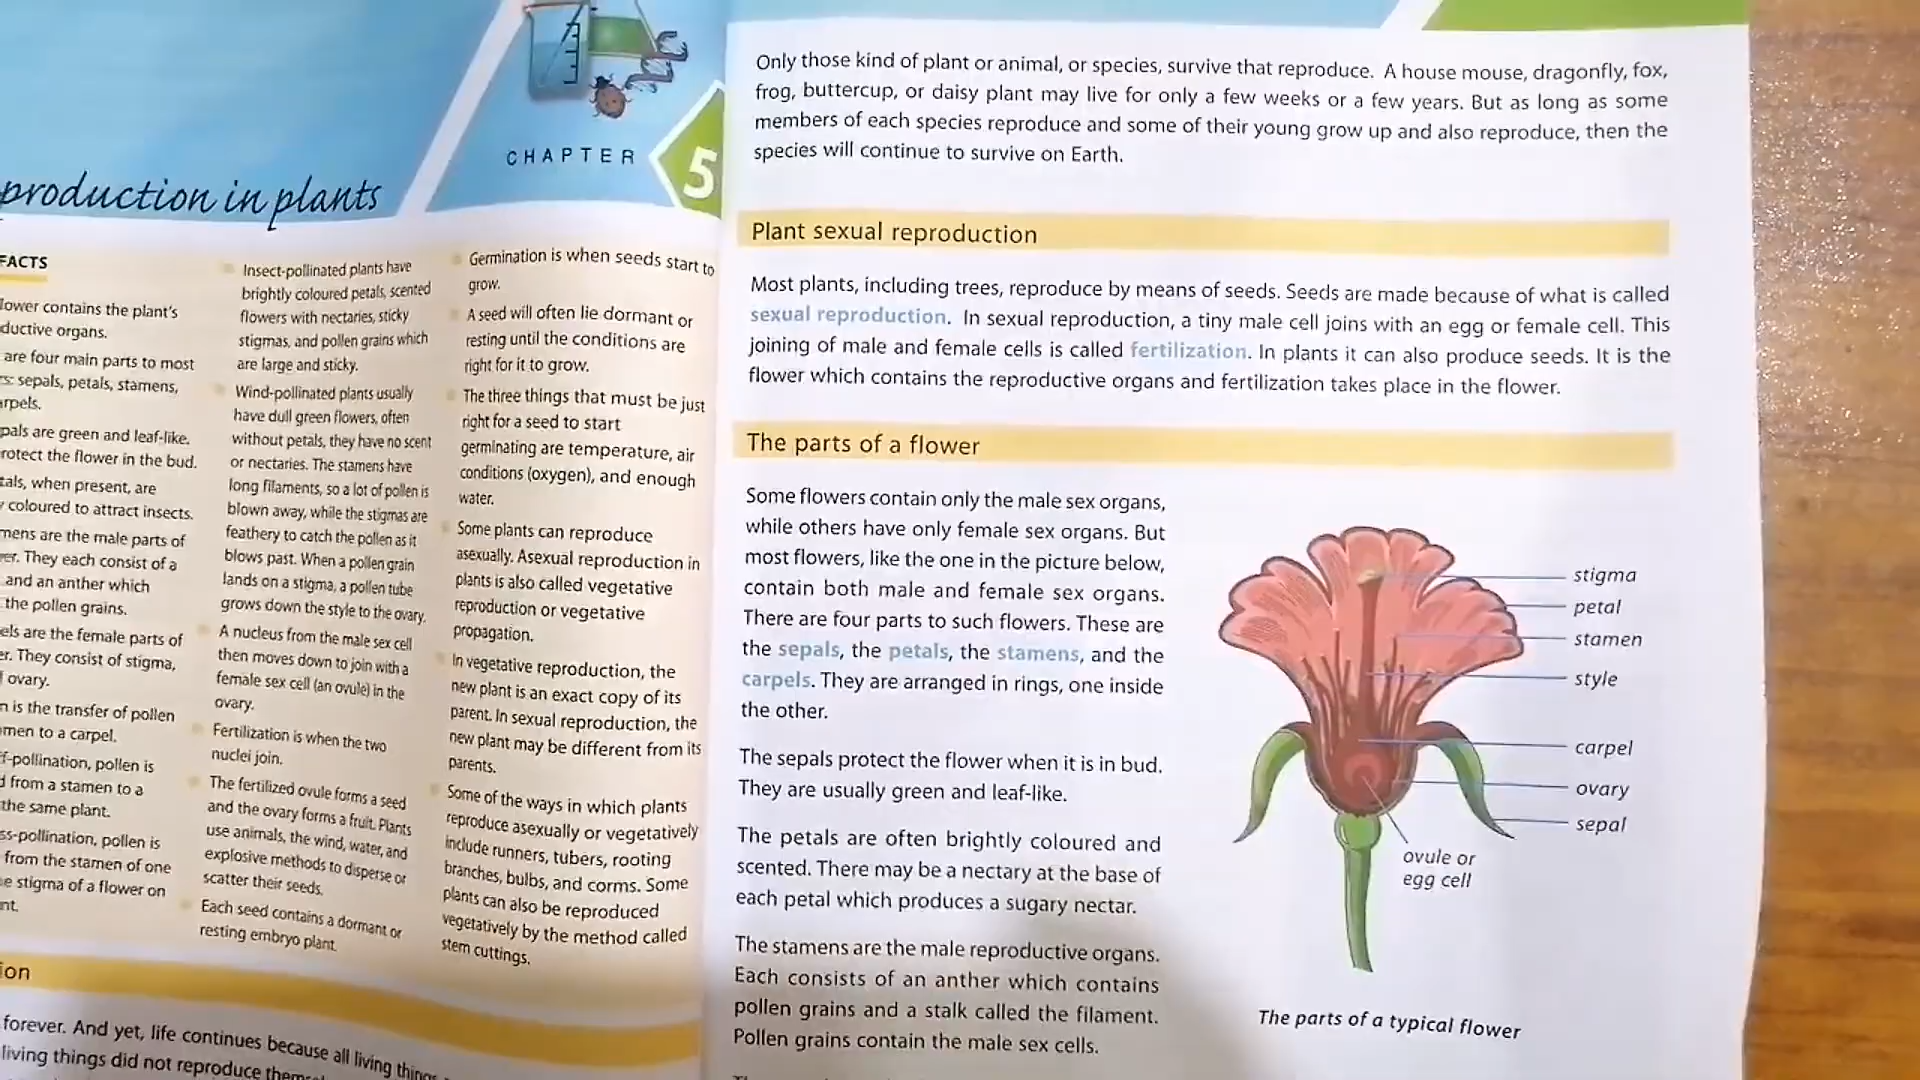 CHAPTER
5
production in plants
FACTS
lower contains the plant's
ductive organs.
are four main parts to most
sepals, petals, stamens,
rpels.
pals are green and leaf-like.
rotect the flower in the bud.
tals, when present, are
coloured to attract insects.
mens are the male parts of
er. They each consist of a
and an anther which
the pollen grains.
els are the female parts of
er. They consist of stigma,
ovary.
n is the transfer of pollen
men to a carpel.
f-pollination, pollen is
d from a stamen to a
the same plant.
ss-pollination, pollen is
from the stamen of one
e stigma of a flower on
nt.
Insect-pollinated plants have
brightly coloured petals, scented
flowers with nectaries, sticky
stigmas, and pollen grains which
are large and sticky.
Wind-pollinated plants usually
have dull green flowers, often
without petals, they have no scent
or nectaries. The stamens have
long filaments, so a lot of pollen is
blown away, while the stigmas are
feathery to catch the pollen as it
blows past. When a pollen grain
lands on a stigma, a pollen tube
grows down the style to the ovary.
A nucleus from the male sex cell
then moves down to join with a
female sex cell (an ovule) in the
ovary.
Fertilization is when the two
nuclei join.
The fertilized ovule forms a seed
and the ovary forms a fruit. Plants
use animals, the wind, water, and
explosive methods to disperse or
scatter their seeds.
Each seed contains a dormant or
resting embryo plant.
Germination is when seeds start to
grow.
A seed will often lie dormant or
resting until the conditions are
right for it to grow.
The three things that must be just
right for a seed to start
germinating are temperature, air
conditions (oxygen), and enough
water.
Some plants can reproduce
asexually. Asexual reproduction in
plants is also called vegetative
reproduction or vegetative
propagation.
In vegetative reproduction, the
new plant is an exact copy of its
parent. In sexual reproduction, the
new plant may be different from its
parents.
Some of the ways in which plants
reproduce asexually or vegetatively
include runners, tubers, rooting
branches, bulbs, and corms. Some
plants can also be reproduced
vegetatively by the method called
stem cuttings.
ion
forever. And yet, life continues because all living things
living things did not reproduce
Only those kind of plant or animal, or species, survive that reproduce. A house mouse, dragonfly, fox,
frog, buttercup, or daisy plant may live for only a few weeks or a few years. But as long as some
members of each species reproduce and some of their young grow up and also reproduce, then the
species will continue to survive on Earth.
Plant sexual reproduction
Most plants, including trees, reproduce by means of seeds. Seeds are made because of what is called
sexual reproduction. In sexual reproduction, a tiny male cell joins with an egg or female cell. This
joining of male and female cells is called fertilization. In plants it can also produce seeds. It is the
flower which contains the reproductive organs and fertilization takes place in the flower.
The parts of a flower
Some flowers contain only the male sex organs,
while others have only female sex organs. But
most flowers, like the one in the picture below,
contain both male and female sex organs.
There are four parts to such flowers. These are
the sepals, the petals, the stamens, and the
carpels. They are arranged in rings, one inside
the other.
The sepals protect the flower when it is in bud.
They are usually green and leaf-like.
The petals are often brightly coloured and
scented. There may be a nectary at the base of
each petal which produces a sugary nectar.
The stamens are the male reproductive organs.
Each consists of an anther which contains
pollen grains and a stalk called the filament.
Pollen grains contain the male sex cells.
stigma
petal
stamen
style
carpel
ovary
sepal
ovule or
egg cell
The parts of a typical flower